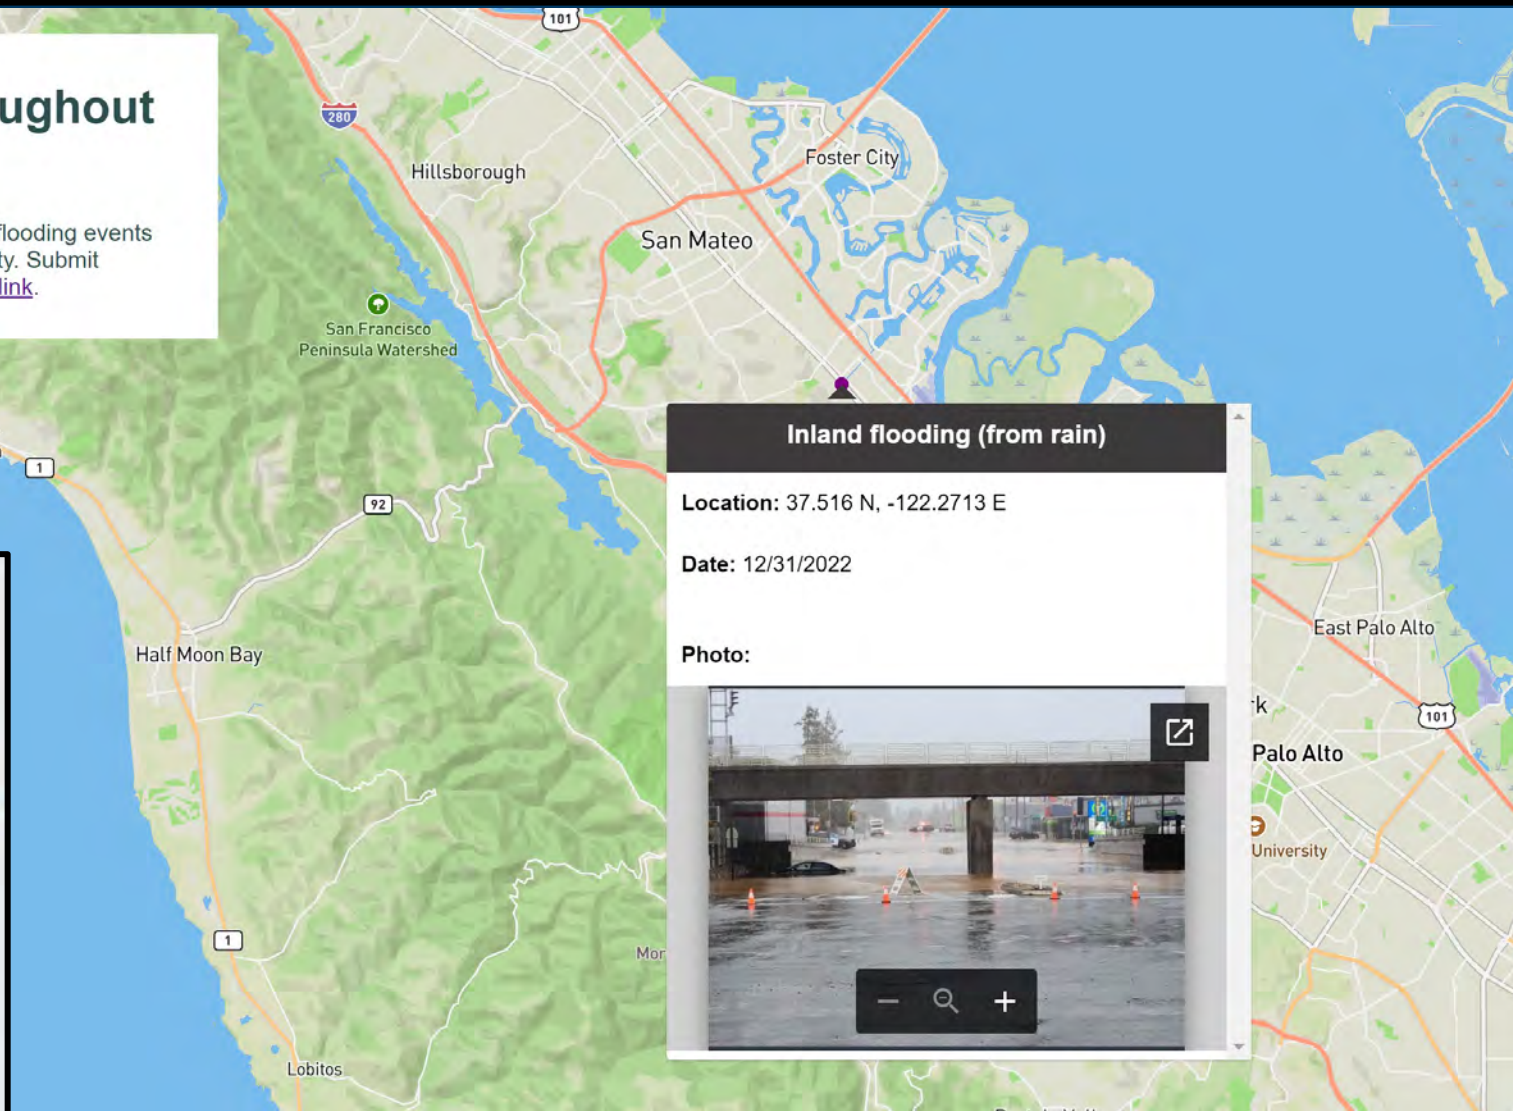 ughout
flooding events
ty. Submit
link.
101
280
Hillsborough
Foster City
San Mateo
San Francisco
Peninsula Watershed
1
92
Half Moon Bay
1
Lobitos
Inland flooding (from rain)
Location: 37.516 N, -122.2713 E
Date: 12/31/2022
Photo:
Mor
East Palo Alto
rk
101
Palo Alto
University